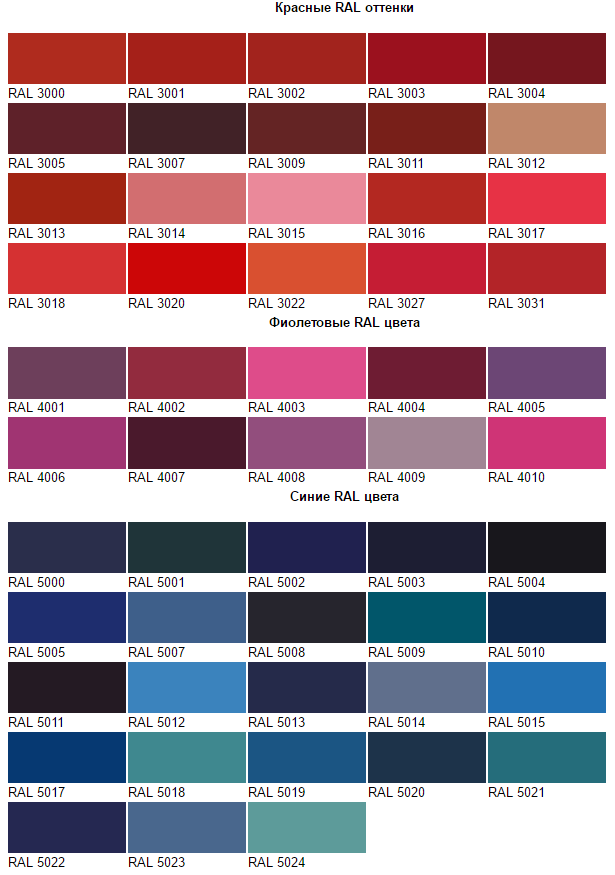 Красные RAL оттенки
RAL 3000 RAL 3001 RAL 3002 RAL 3003 RAL 3004
RAL 3005 RAL 3007 RAL 3009 RAL 3011 RAL 3012
RAL 3013 RAL 3014 RAL 3015 RAL 3016 RAL 3017
RAL 3018 RAL 3020 RAL 3022 RAL 3027 RAL 3031
Фиолетовые RAL цвета
RAL 4001 RAL 4002 RAL 4003 RAL 4004 RAL 4005
RAL 4006 RAL 4007 RAL 4008 RAL 4009 RAL 4010
Синие RAL цвета
RAL 5000 RAL 5001 RAL 5002 RAL 5003 RAL 5004
RAL 5005 RAL 5007 RAL 5008 RAL 5009 RAL 5010
RAL 5011 RAL 5012 RAL 5013 RAL 5014 RAL 5015
RAL 5017 RAL 5018 RAL 5019 RAL 5020 RAL 5021
RAL 5022 RAL 5023 RAL 5024